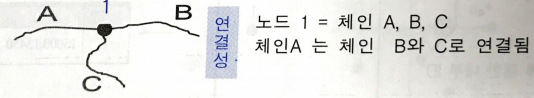 1
A
B
C
연결성
노드 1 = 체인 A, B, C
체인A 는 체인 B와 C로 연결됨